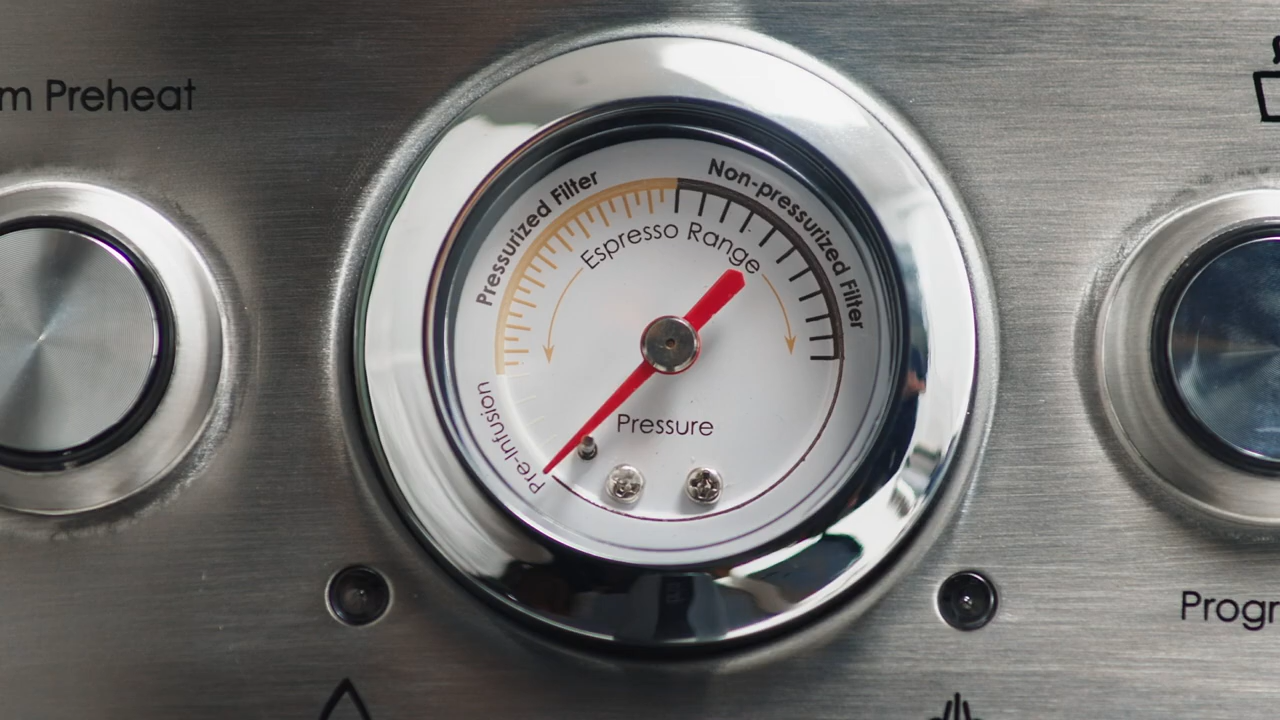 m Preheat
Pressurized Filter
Non-pressurized Filter
Espresso Range
Pre-Infusion
Pressure
Progr